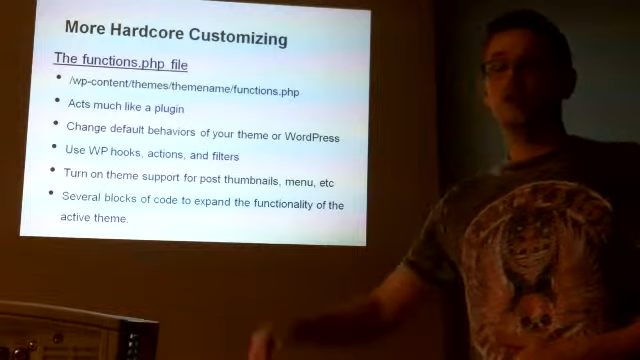 More Hardcore Customizing
The functions.php file
• /wp-content/themes/themename/functions.php
• Acts much like a plugin
• Change default behaviors of your theme or WordPress
• Use WP hooks, actions, and filters
• Turn on theme support for post thumbnails, menu, etc
• Several blocks of code to expand the functionality of the
active theme.